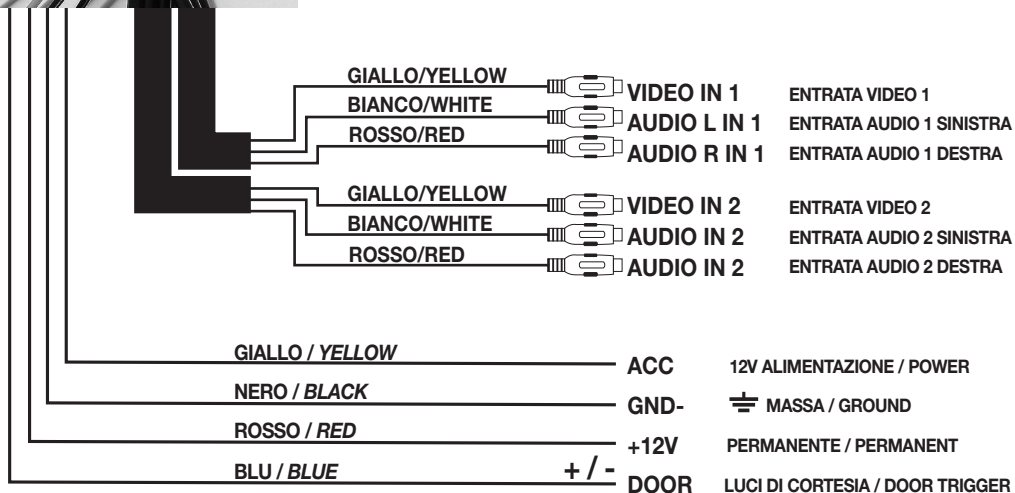 GIALLO/YELLOW VIDEO IN 1 ENTRATA VIDEO 1
BIANCO/WHITE AUDIO L IN 1 ENTRATA AUDIO 1 SINISTRA
ROSSO/RED AUDIO R IN 1 ENTRATA AUDIO 1 DESTRA
GIALLO/YELLOW VIDEO IN 2 ENTRATA VIDEO 2
BIANCO/WHITE AUDIO IN 2 ENTRATA AUDIO 2 SINISTRA
ROSSO/RED AUDIO IN 2 ENTRATA AUDIO 2 DESTRA
GIALLO / YELLOW ACC 12V ALIMENTAZIONE / POWER
NERO / BLACK GND- MASSA / GROUND
ROSSO / RED +12V PERMANENTE / PERMANENT
BLU / BLUE + / - DOOR LUCI DI CORTESIA / DOOR TRIGGER